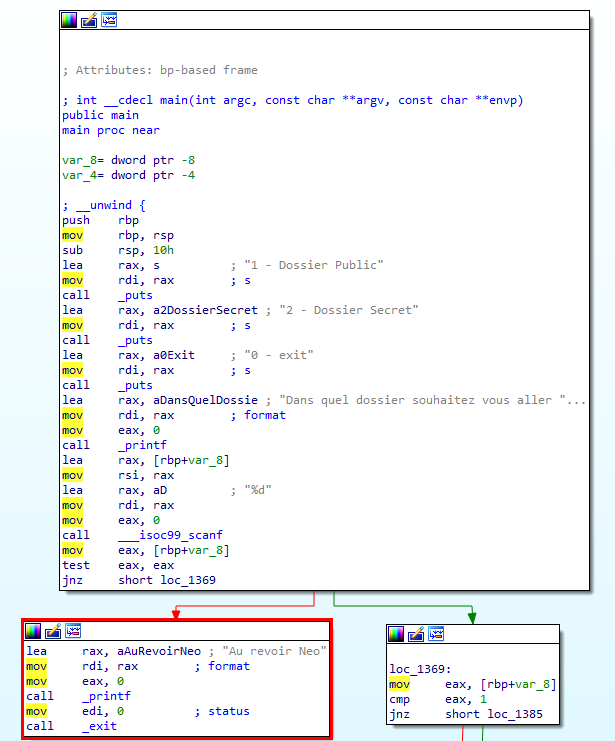 ; Attributes: bp-based frame
; int __cdecl main(int argc, const char **argv, const char **envp)
public main
main proc near
var_8= dword ptr -8
var_4= dword ptr -4
; __unwind {
push    rbp
mov     rbp, rsp
sub     rsp, 10h
lea     rax, s          ; "1 - Dossier Public"
mov     rdi, rax        ; s
call    _puts
lea     rax, a2DossierSecret ; "2 - Dossier Secret"
mov     rdi, rax        ; s
call    _puts
lea     rax, a0Exit     ; "0 - exit"
mov     rdi, rax        ; s
call    _puts
lea     rax, aDansQuelDossie ; "Dans quel dossier souhaitez vous aller "...
mov     rdi, rax        ; format
mov     eax, 0
call    _printf
lea     rax, [rbp+var_8]
mov     rsi, rax
lea     rax, aD         ; "%d"
mov     rdi, rax
mov     eax, 0
call    ___isoc99_scanf
mov     eax, [rbp+var_8]
test    eax, eax
jnz     short loc_1369
lea     rax, aAuRevoirNeo ; "Au revoir Neo"
mov     rdi, rax        ; format
mov     eax, 0
call    _printf
mov     edi, 0          ; status
call    _exit
loc_1369:
mov     eax, [rbp+var_8]
cmp     eax, 1
jnz     short loc_1385